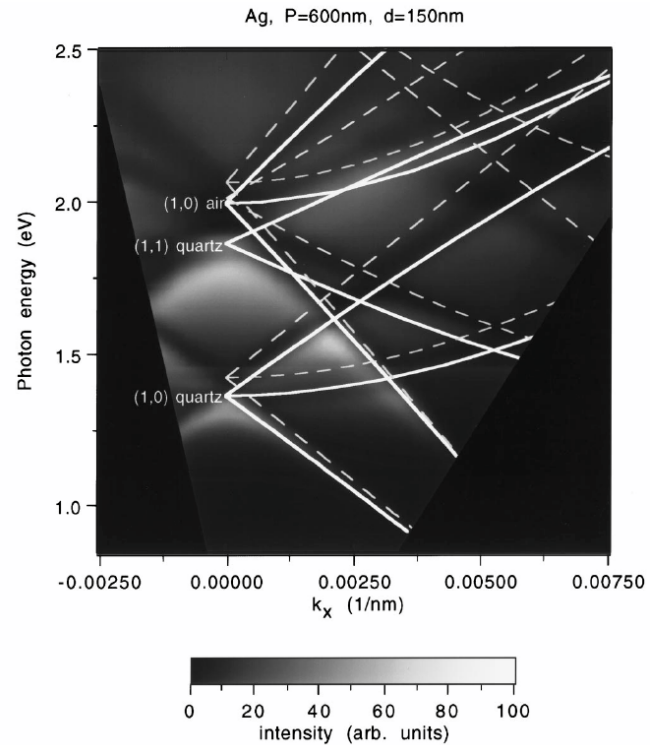 Ag, P=600nm, d=150nm
2.5
2.0
1.5
1.0
Photon energy (eV)
(1,0) air
(1,1) quartz
(1,0) quartz
-0.00250 0.00000 0.00250 0.00500 0.00750
kx (1/nm)
0 20 40 60 80 100
intensity (arb. units)